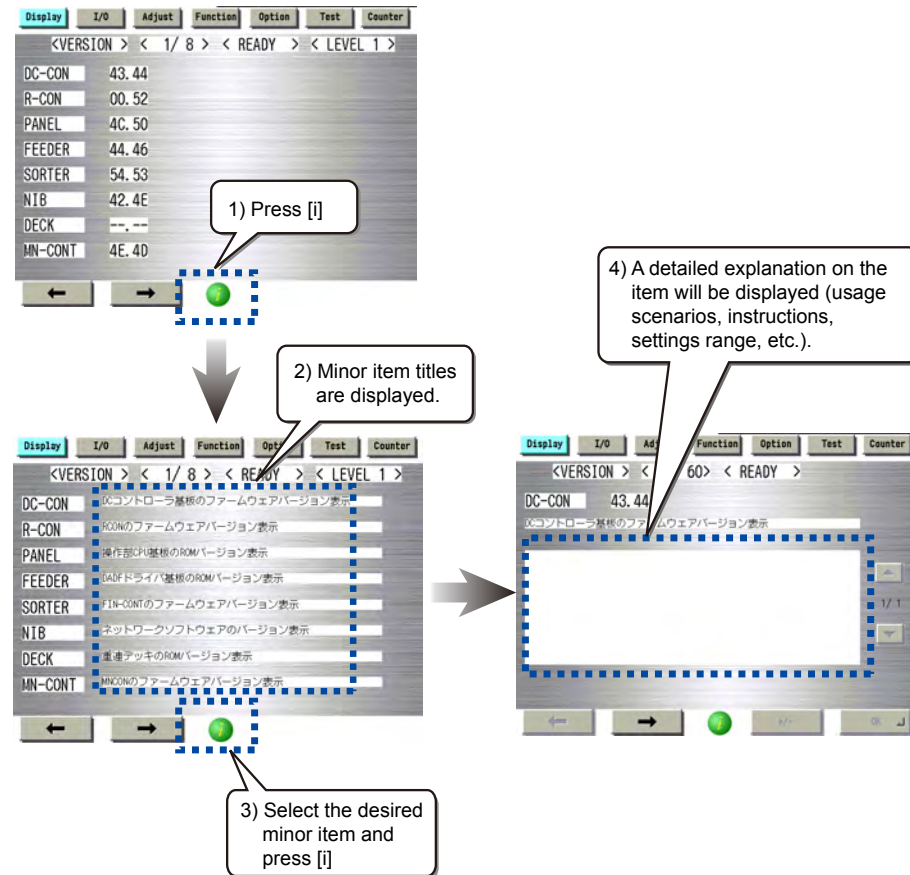 Display I/O Adjust Function Option Test Counter
<VERSION > < 1/ 8 > < READY > < LEVEL 1 >
DC-CON 43.44
R-CON 00.52
PANEL 4C.50
FEEDER 44.46
SORTER 54.53
NIB 42.4E
DECK --.--
MN-CONT 4E.4D
← → i
1) Press [i]
2) Minor item titles
are displayed.
Display I/O Adjust Function Test Counter
<VERSION > < 1/ 8 > < READY > < LEVEL 1 >
DC-CON DCコントローラ基板のファームウェアバージョン表示
R-CON RCONのファームウェアバージョン表示
PANEL 操作部CPU基板のROMバージョン表示
FEEDER DADFドライバ基板のROMバージョン表示
SORTER FIN-CONTのファームウェアバージョン表示
NIB ネットワークソフトウェアのバージョン表示
DECK 重連デッキのROMバージョン表示
MN-CONT MNCONのファームウェアバージョン表示
← → i
3) Select the desired
minor item and
press [i]
4) A detailed explanation on the
item will be displayed (usage
scenarios, instructions,
settings range, etc.).
Display I/O Function Option Test Counter
<VERSION > < 60> < READY >
DC-CON 43.44
DCコントローラ基板のファームウェアバージョン表示
1/ 1
← → i +/- OK